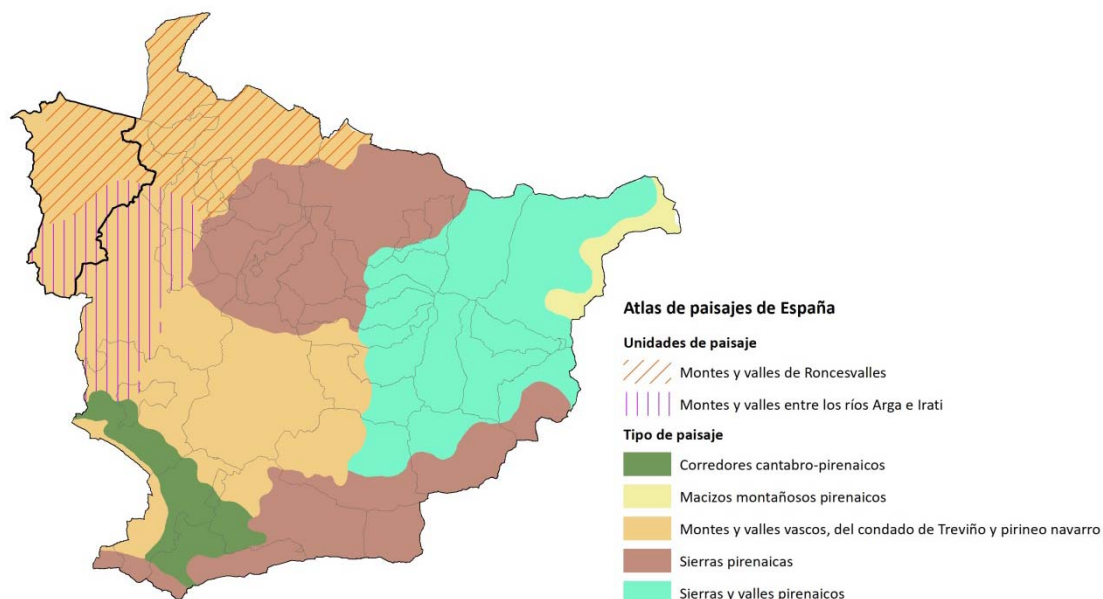 Atlas de paisajes de España
Unidades de paisaje
Montes y valles de Roncesvalles
Montes y valles entre los ríos Arga e Irati
Tipo de paisaje
Corredores cantabro-pirenaicos
Macizos montañosos pirenaicos
Montes y valles vascos, del condado de Treviño y pirineo navarro
Sierras pirenaicas
Sierras y valles pirenaicos